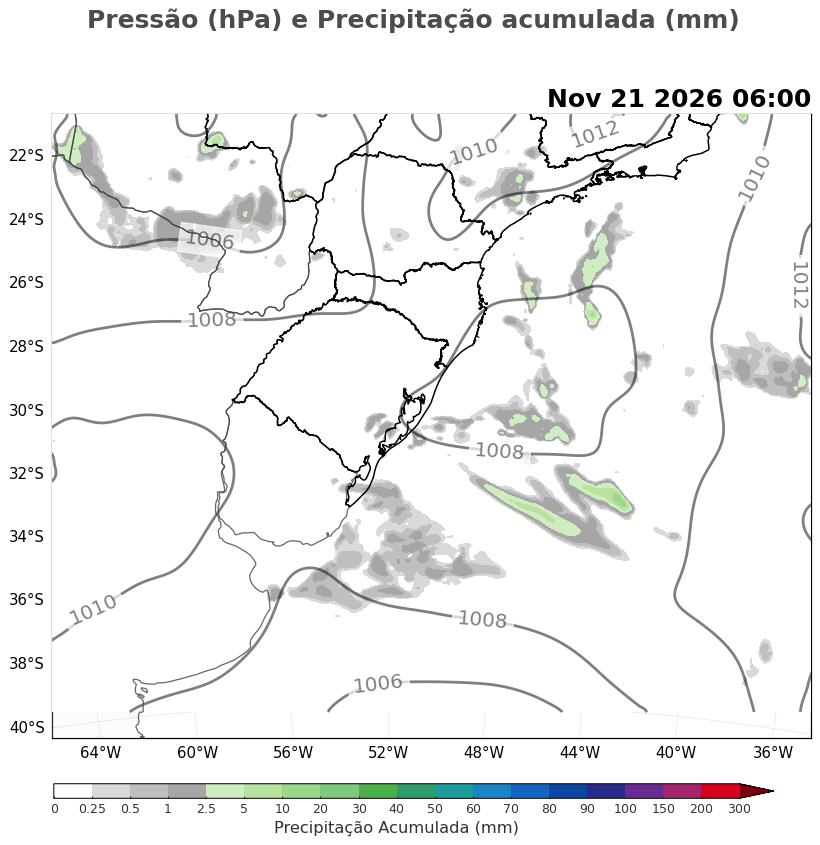 Pressão (hPa) e Precipitação acumulada (mm)
Nov 21 2026 06:00
1012
1010
1010
22°S
24°S
1006
26°S
1012
1008
28°S
30°S
1008
32°S
34°S
36°S
1010
1008
38°S
1006
40°S
64°W 60°W 56°W 52°W 48°W 44°W 40°W 36°W
0 0.25 0.5 1 2.5 5 10 20 30 40 50 60 70 80 90 100 150 200 300
Precipitação Acumulada (mm)